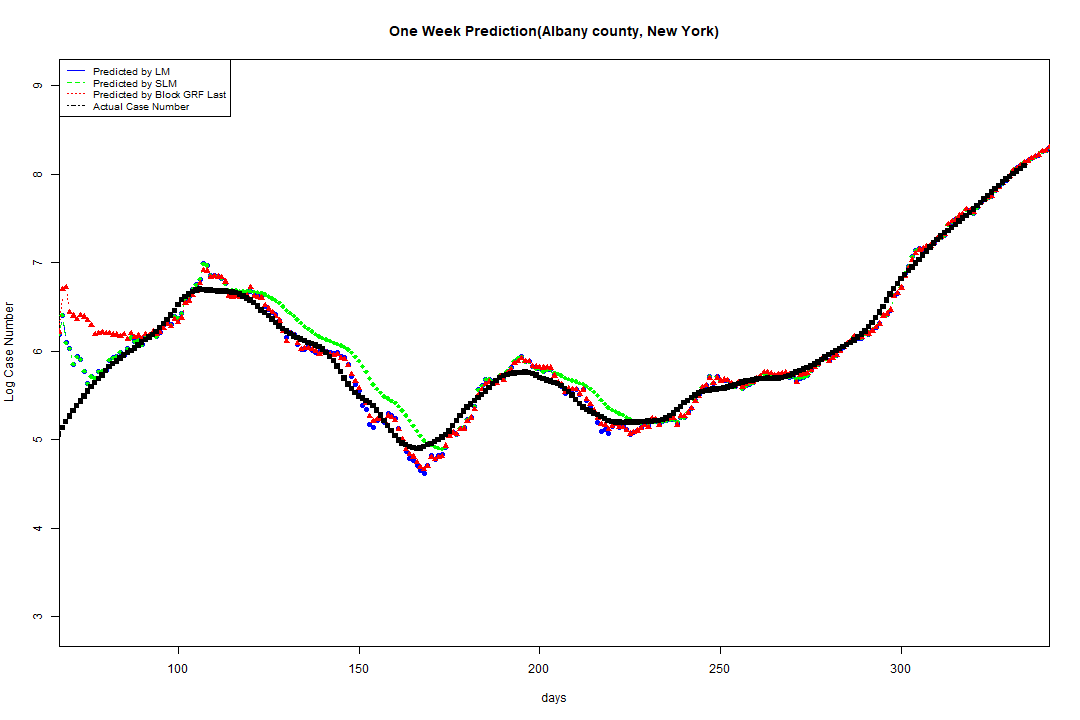 One Week Prediction(Albany county, New York)
Predicted by LM
Predicted by SLM
Predicted by Block GRF Last
Actual Case Number
Log Case Number
9
8
7
6
5
4
3
100 150 200 250 300
days